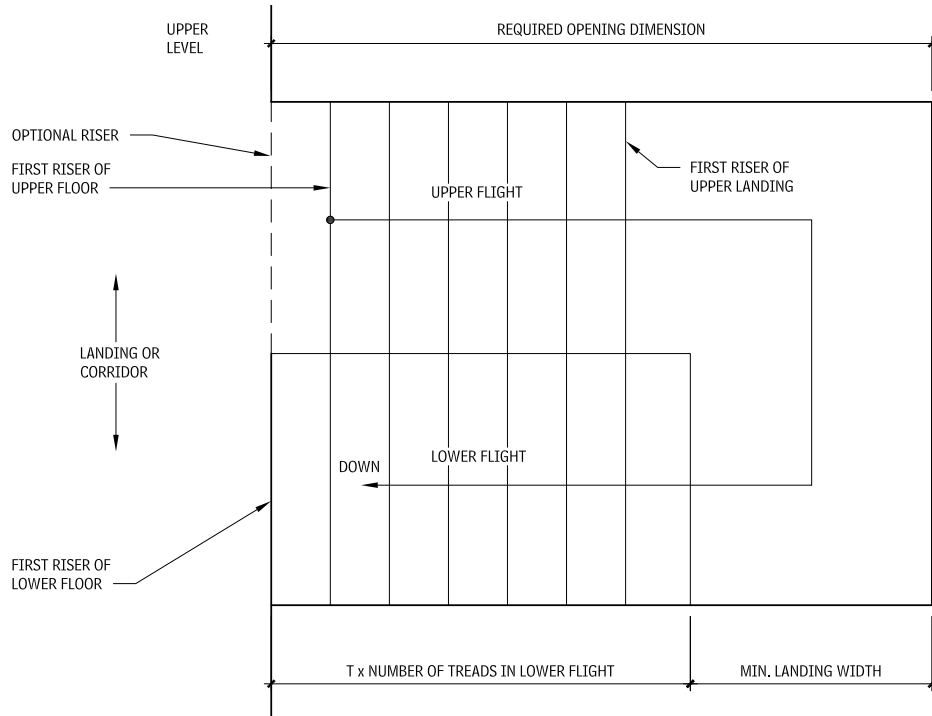 UPPER
LEVEL
REQUIRED OPENING DIMENSION
OPTIONAL RISER
FIRST RISER OF
UPPER FLOOR
FIRST RISER OF
UPPER LANDING
UPPER FLIGHT
LANDING OR
CORRIDOR
DOWN
LOWER FLIGHT
FIRST RISER OF
LOWER FLOOR
T x NUMBER OF TREADS IN LOWER FLIGHT
MIN. LANDING WIDTH